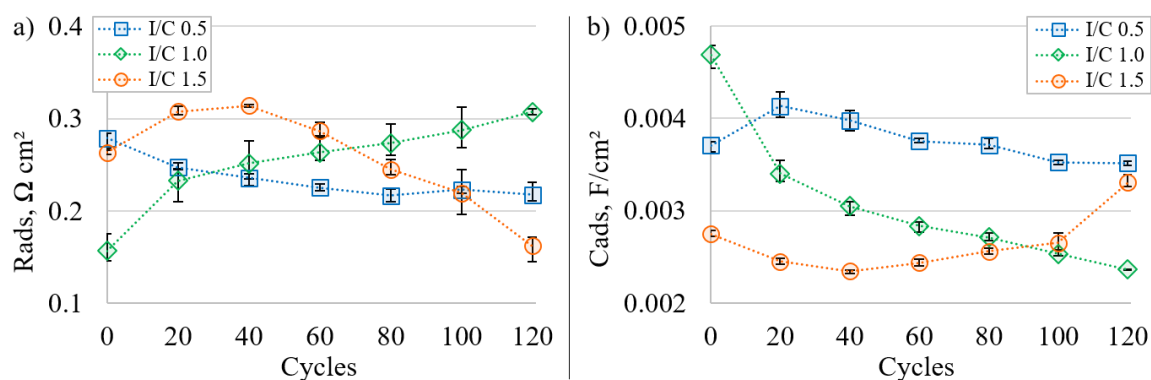 a)
I/C 0.5
I/C 1.0
I/C 1.5
Rads, Ω cm²
0.4
0.3
0.2
0.1
0 20 40 60 80 100 120
Cycles
b)
I/C 0.5
I/C 1.0
I/C 1.5
Cads, F/cm²
0.005
0.004
0.003
0.002
0 20 40 60 80 100 120
Cycles